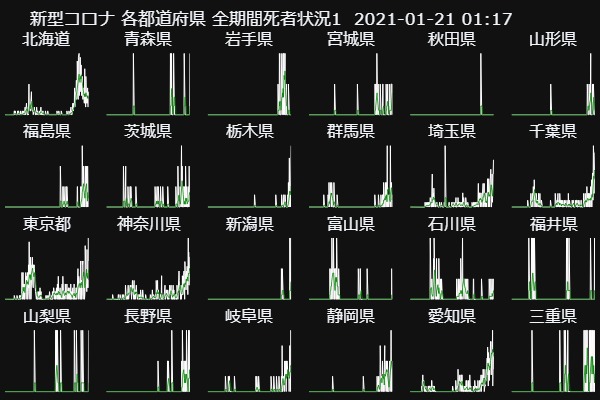 新型コロナ 各都道府県 全期間死者状況1 2021-01-21 01:17
北海道 青森県 岩手県 宮城県 秋田県 山形県
福島県 茨城県 栃木県 群馬県 埼玉県 千葉県
東京都 神奈川県 新潟県 富山県 石川県 福井県
山梨県 長野県 岐阜県 静岡県 愛知県 三重県